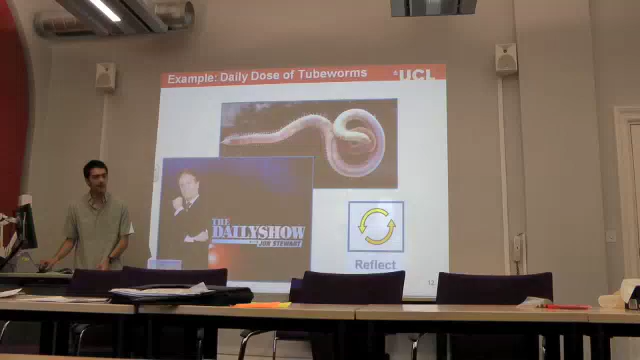 Example: Daily Dose of Tubeworms
UCL
THE
DAILY SHOW
WITH
JON STEWART
Reflect